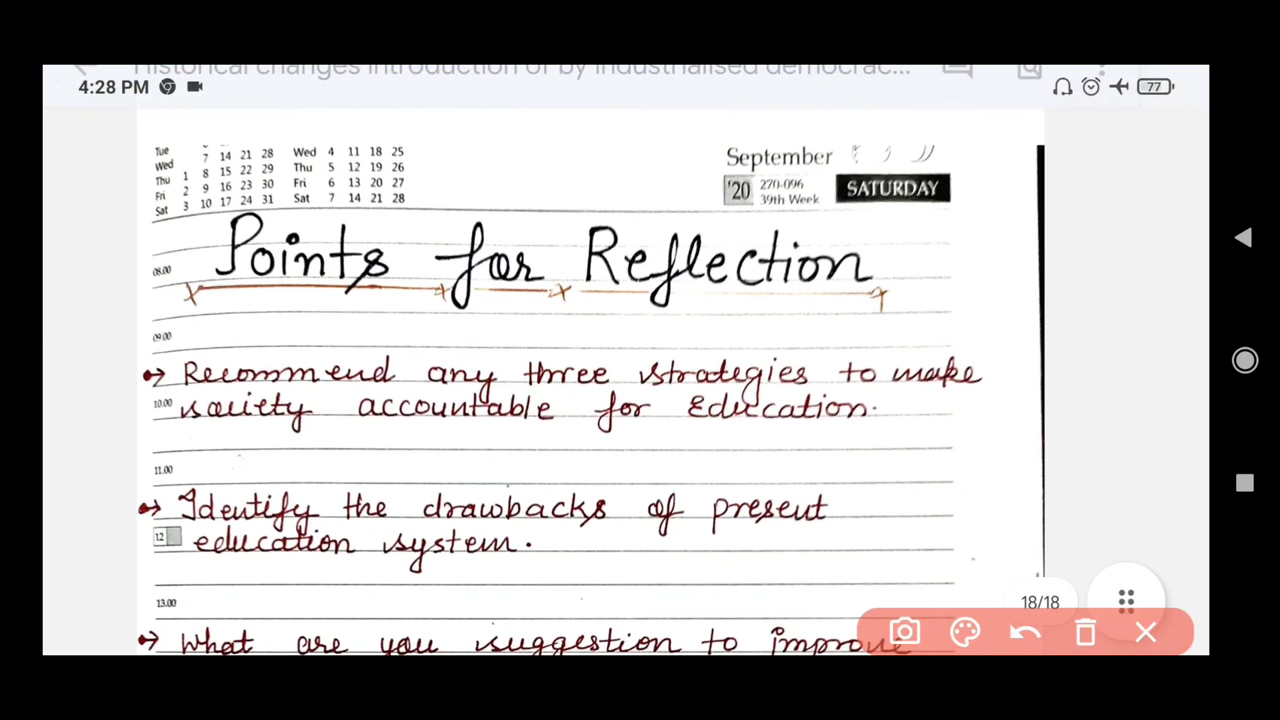 Historical changes introduction of by industrialised democrac...
4:28 PM
77
Tue 7 14 21 28 Wed 4 11 18 25
Wed 1 8 15 22 29 Thu 5 12 19 26
Thu 2 9 16 23 30 Fri 6 13 20 27
Fri 3 10 17 24 31 Sat 7 14 21 28
Sat
September
'20 270-096 SATURDAY
39th Week
08.00 Points for Reflection
09.00
→ Recommend any three strategies to make
10.00 society accountable for Education.
11.00
→ Identify the drawbacks of present
12 education system.
13.00
18/18
→ What are you suggestion to improve